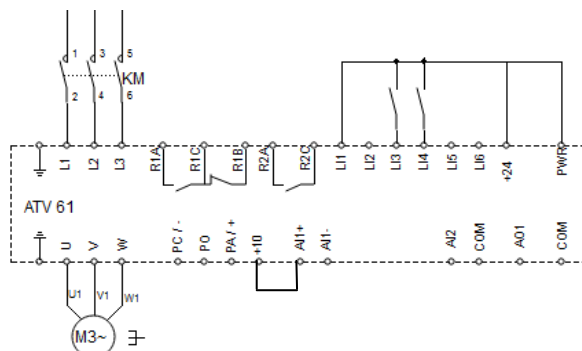 1 3 5
KM
2 4 6
L1 L2 L3 R1A R1C R1B R2A R2C LI1 LI2 LI3 LI4 LI5 LI6 +24 PWR
ATV 61
U V W PC / - PO PA / + +10 AI1+ AI1- AI2 COM AO1 COM
U1 V1 W1
M3~